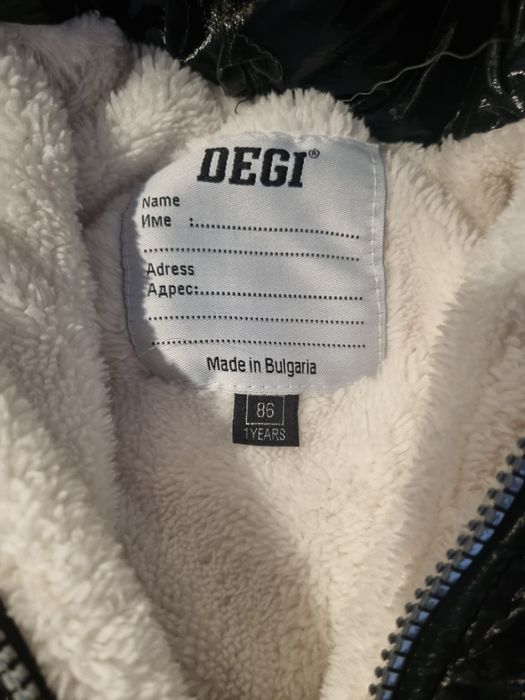 DEGI®
Name
Име :..............................
........................................
Adress
Адрес:..............................
........................................
........................................
Made in Bulgaria
86
1YEARS